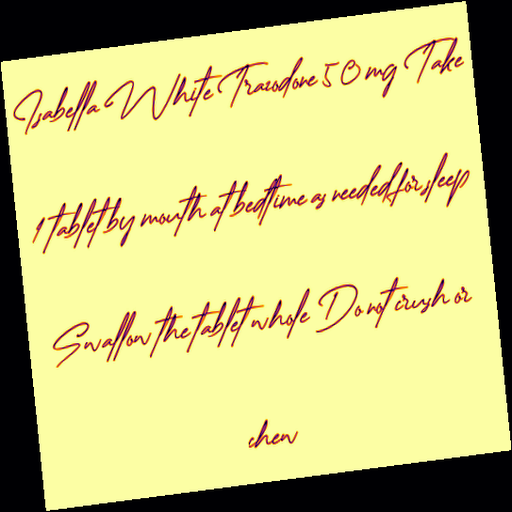 Isabella White Trazodone 50 mg Take
1 tablet by mouth at bedtime as needed for sleep
Swallow the tablet whole Do not crush or
chew